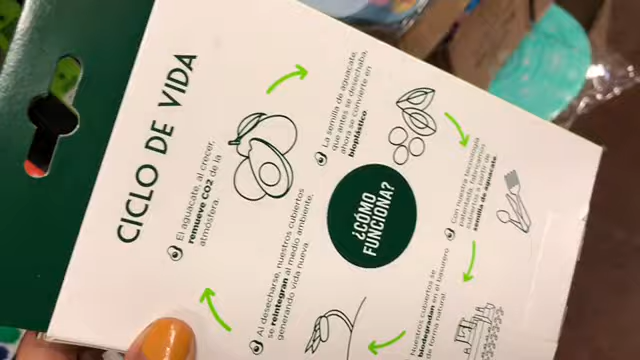 CICLO DE VIDA
El aguacate, al crecer,
remueve CO2 de la
atmósfera.
La semilla de aguacate,
que antes se desechaba,
ahora se convierte en
bioplástico.
Con nuestra tecnología
patentada, fabricamos
cubiertos a partir de
semilla de aguacate.
Nuestros cubiertos se
biodegradan en el basurero
de forma natural.
Al desecharse, nuestros cubiertos
se reintegran al medio ambiente,
generando vida nueva.
¿CÓMO
FUNCIONA?